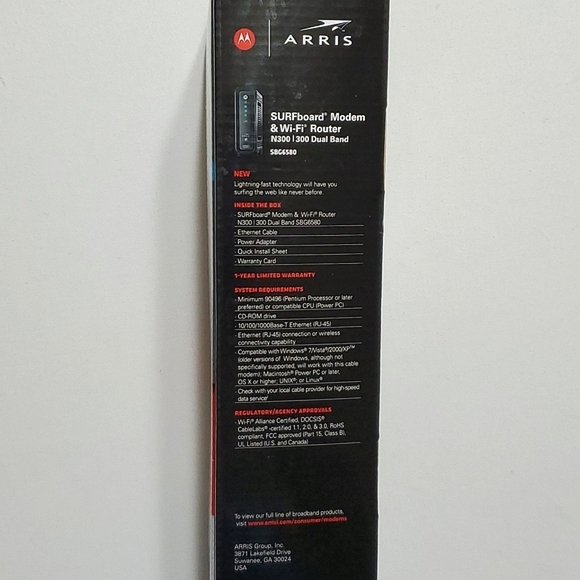 ARRIS
SURFboard® Modem
& Wi-Fi® Router
N300 | 300 Dual Band
SBG6580
NEW
Lightning-fast technology will have you
surfing the web like never before
INSIDE THE BOX
· SURFboard® Modem & Wi-Fi® Router
N300 | 300 Dual Band SBG6580
· Ethernet Cable
· Power Adapter
· Quick Install Sheet
· Warranty Card
1-YEAR LIMITED WARRANTY
SYSTEM REQUIREMENTS
· Minimum 90496 (Pentium Processor or later
preferred) or compatible CPU (Power PC)
· CD-ROM drive
· 10/100/1000Base-T Ethernet (RJ-45)
· Ethernet (RJ-45) connection or wireless
connectivity capability
· Compatible with Windows® 7/Vista®/2000/XP™
(older versions of Windows, although not
specifically supported, will work with this cable
modem); Macintosh® Power PC or later,
OS X or higher; UNIX®; or Linux®
· Check with your local cable provider for high-speed
data service¹
REGULATORY/AGENCY APPROVALS
· Wi-Fi® Alliance Certified, DOCSIS®
CableLabs® -certified 1.1, 2.0, & 3.0, RoHS
compliant, FCC approved (Part 15, Class B),
UL Listed (U.S. and Canada)
To view our full line of broadband products,
visit www.arrisi.com/consumer/modems
ARRIS Group, Inc.
3871 Lakefield Drive
Suwanee, GA 30024
USA